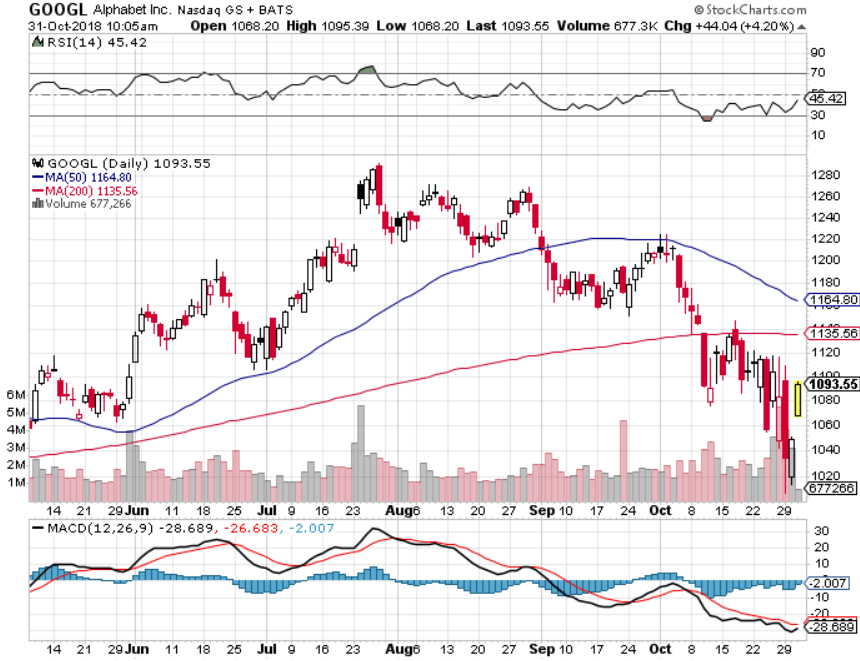 GOOGL Alphabet Inc. Nasdaq GS + BATS © StockCharts.com
31-Oct-2018 10:05am Open 1068.20 High 1095.39 Low 1068.20 Last 1093.55 Volume 677.3K Chg +44.04 (+4.20%)
RSI(14) 45.42
90
70
45.42
30
10
GOOGL (Daily) 1093.55
MA(50) 1164.80
MA(200) 1135.56
Volume 677,266
1280
1260
1240
1220
1200
1180
1164.80
1135.56
1120
1093.55
1080
1060
1040
1020
677266
6M
5M
4M
3M
2M
1M
14 21 29 Jun 11 18 25 Jul 9 16 23 Aug 6 13 20 27 Sep 10 17 24 Oct 8 15 22 29
MACD(12,26,9) -28.689, -26.683, -2.007
30
20
10
-2.007
-10
-20
-28.689
14 21 29 Jun 11 18 25 Jul 9 16 23 Aug 6 13 20 27 Sep 10 17 24 Oct 8 15 22 29